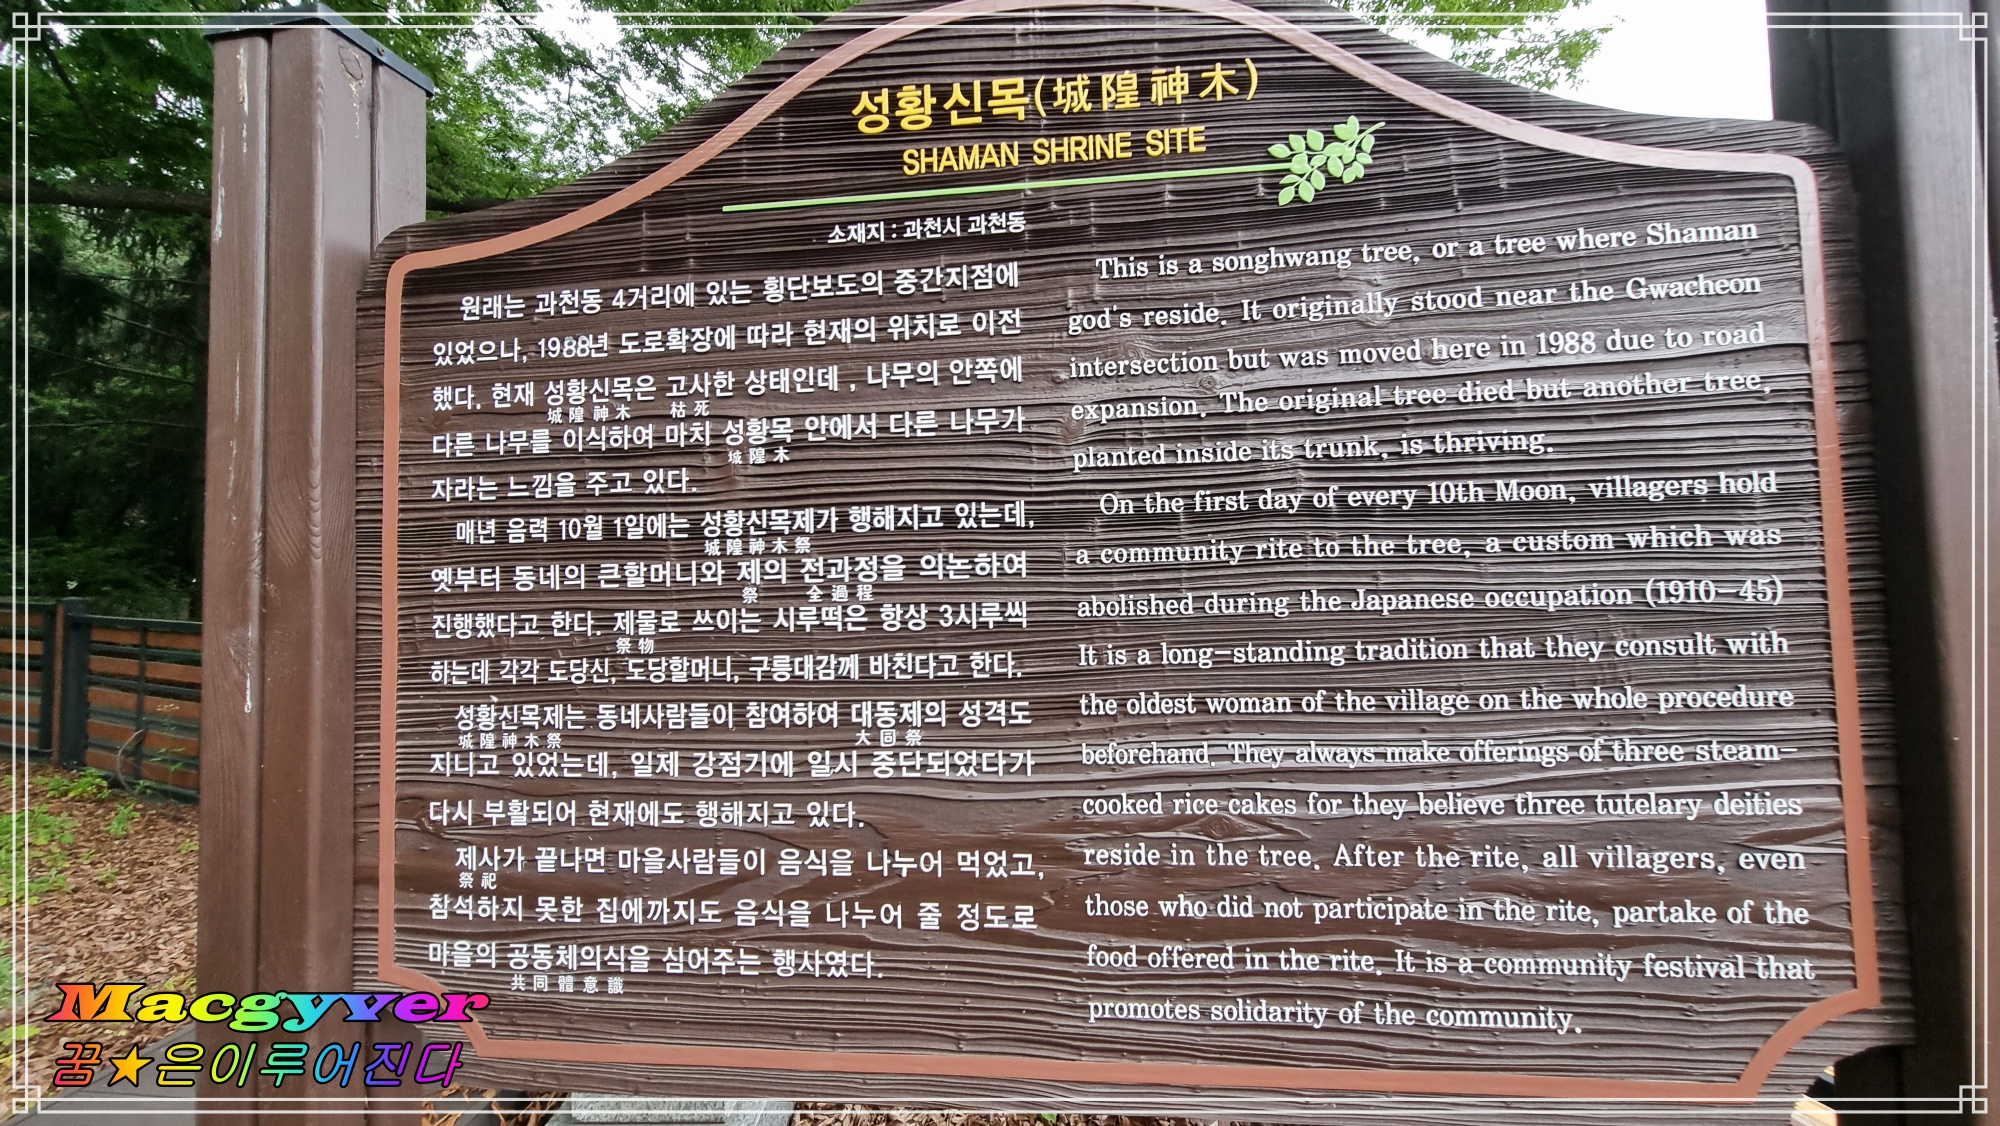 성황신목(城隍神木)
SHAMAN SHRINE SITE
소재지 : 과천시 과천동
원래는 과천동 4거리에 있는 횡단보도의 중간지점에
있었으나, 1988년 도로확장에 따라 현재의 위치로 이전
했다. 현재 성황신목은 고사한 상태인데 , 나무의 안쪽에
城隍神木 枯死
다른 나무를 이식하여 마치 성황목 안에서 다른 나무가
城隍木
자라는 느낌을 주고 있다.
매년 음력 10월 1일에는 성황신목제가 행해지고 있는데,
城隍神木祭
옛부터 동네의 큰할머니와 제의 전과정을 의논하여
祭 全過程
진행했다고 한다. 제물로 쓰이는 시루떡은 항상 3시루씩
祭物
하는데 각각 도당신, 도당할머니, 구릉대감께 바친다고 한다.
성황신목제는 동네사람들이 참여하여 대동제의 성격도
城隍神木祭 大同祭
지니고 있었는데, 일제 강점기에 일시 중단되었다가
다시 부활되어 현재에도 행해지고 있다.
제사가 끝나면 마을사람들이 음식을 나누어 먹었고,
祭祀
참석하지 못한 집에까지도 음식을 나누어 줄 정도로
마을의 공동체의식을 심어주는 행사였다.
共同體意識
This is a songhwang tree, or a tree where Shaman
god's reside. It originally stood near the Gwacheon
intersection but was moved here in 1988 due to road
expansion. The original tree died but another tree,
planted inside its trunk, is thriving.
On the first day of every 10th Moon, villagers hold
a community rite to the tree, a custom which was
abolished during the Japanese occupation (1910-45)
It is a long-standing tradition that they consult with
the oldest woman of the village on the whole procedure
beforehand. They always make offerings of three steam-
cooked rice cakes for they believe three tutelary deities
reside in the tree. After the rite, all villagers, even
those who did not participate in the rite, partake of the
food offered in the rite. It is a community festival that
promotes solidarity of the community.
Macgyver
꿈★은이루어진다